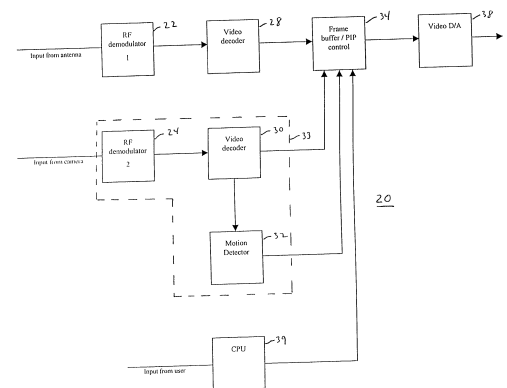 RF
demodulator
1
22
Video
decoder
28
Frame
buffer / PIP
control
34
Video D/A
38
Input from antenna
RF
demodulator
2
24
Video
decoder
30
33
Input from camera
20
Motion
Detector
32
CPU
39
Input from user